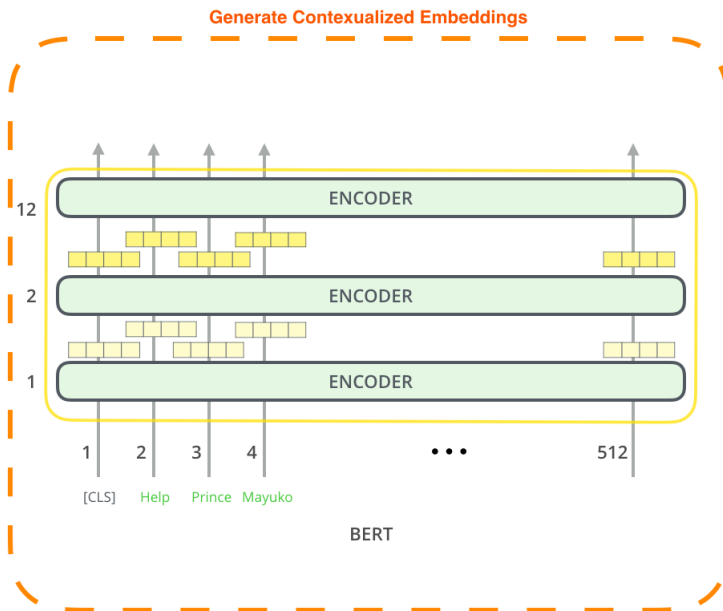 Generate Contexualized Embeddings
12 ENCODER
2 ENCODER
1 ENCODER
1 2 3 4 ••• 512
[CLS] Help Prince Mayuko
BERT